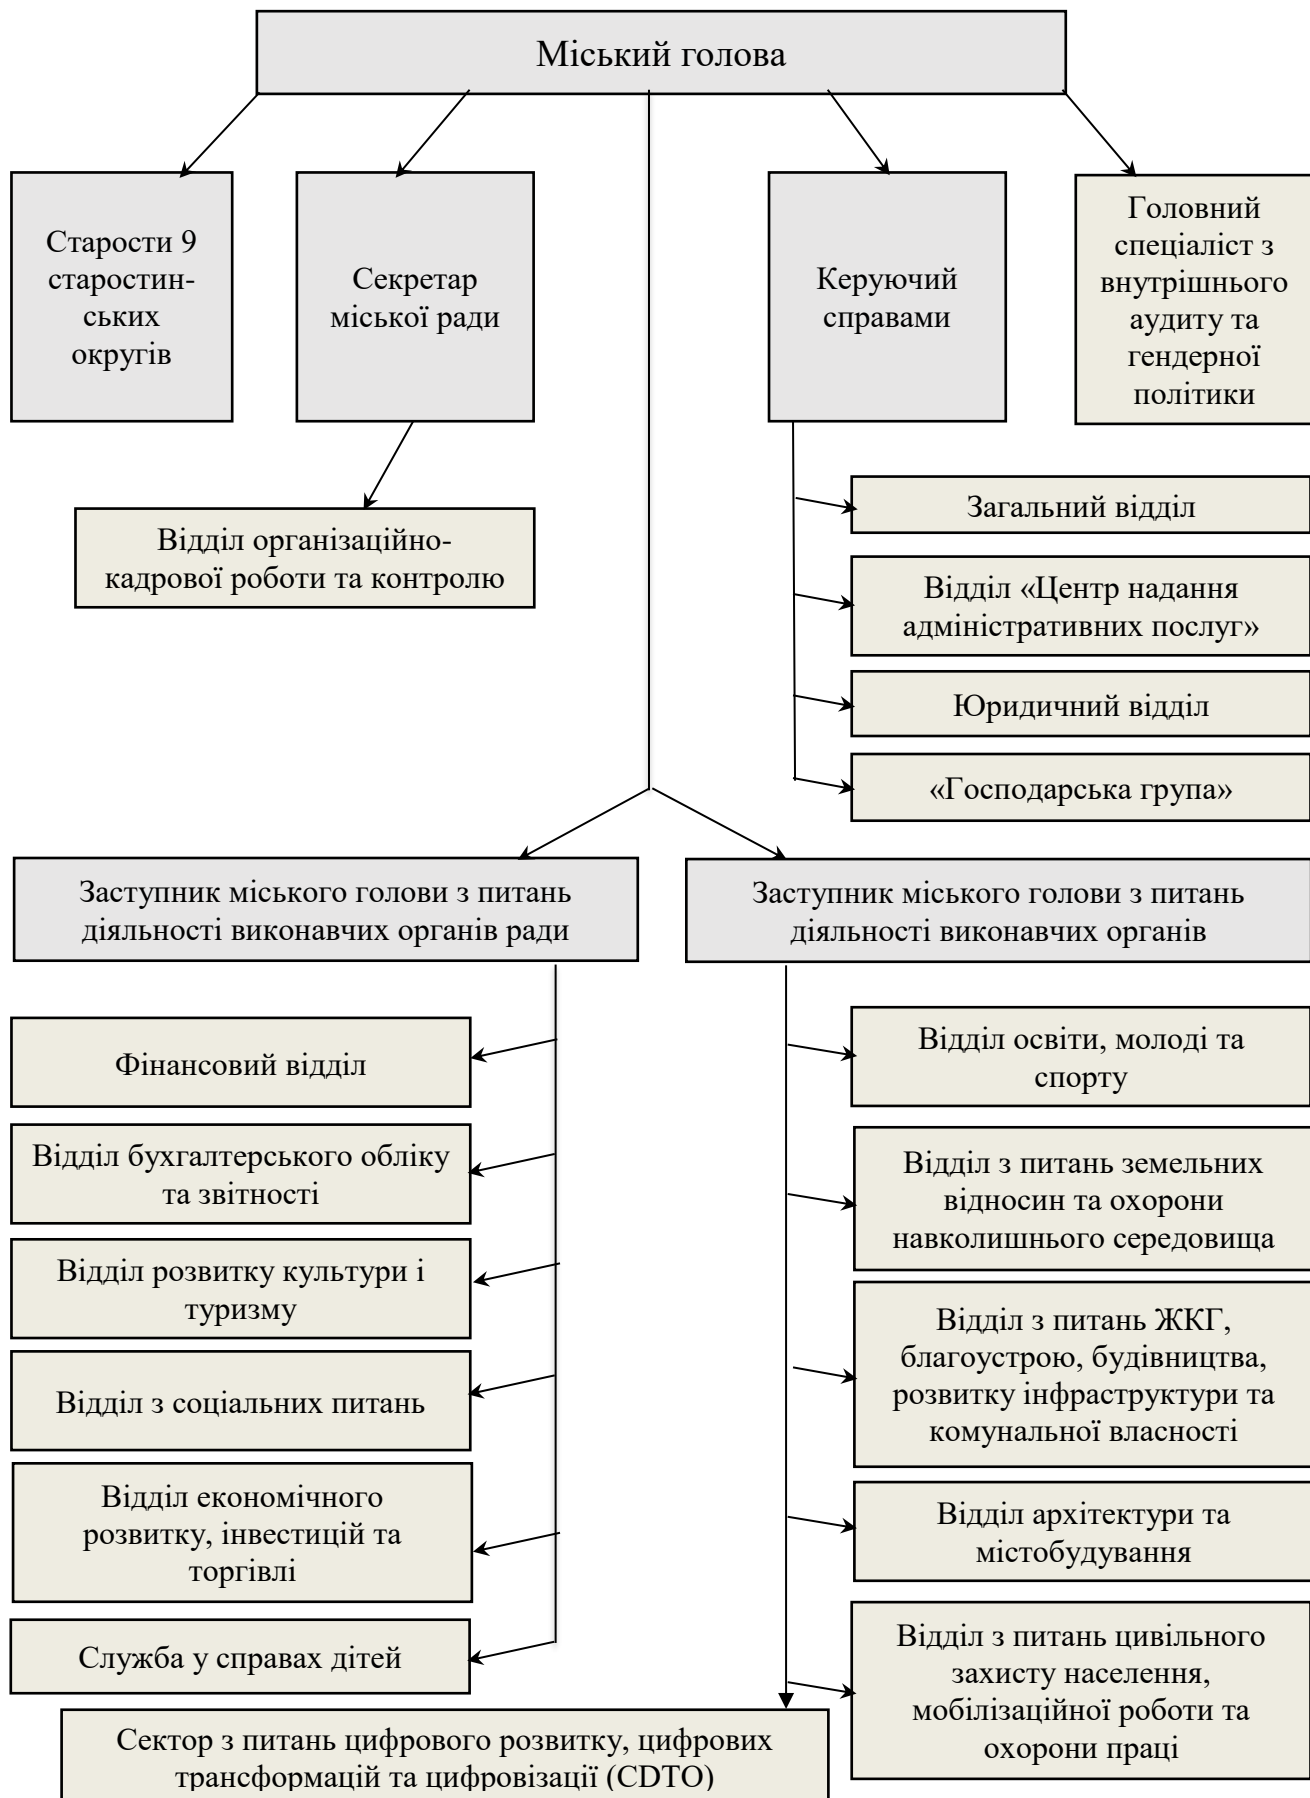 Міський голова
Старости 9
старостин-
ських
округів
Секретар
міської ради
Керуючий
справами
Головний
спеціаліст з
внутрішнього
аудиту та
гендерної
політики
Відділ організаційно-
кадрової роботи та контролю
Загальний відділ
Відділ «Центр надання
адміністративних послуг»
Юридичний відділ
«Господарська група»
Заступник міського голови з питань
діяльності виконавчих органів ради
Заступник міського голови з питань
діяльності виконавчих органів
Фінансовий відділ
Відділ бухгалтерського обліку
та звітності
Відділ розвитку культури і
туризму
Відділ з соціальних питань
Відділ економічного
розвитку, інвестицій та
торгівлі
Служба у справах дітей
Відділ освіти, молоді та
спорту
Відділ з питань земельних
відносин та охорони
навколишнього середовища
Відділ з питань ЖКГ,
благоустрою, будівництва,
розвитку інфраструктури та
комунальної власності
Відділ архітектури та
містобудування
Відділ з питань цивільного
захисту населення,
мобілізаційної роботи та
охорони праці
Сектор з питань цифрового розвитку, цифрових
трансформацій та цифровізації (CDTO)